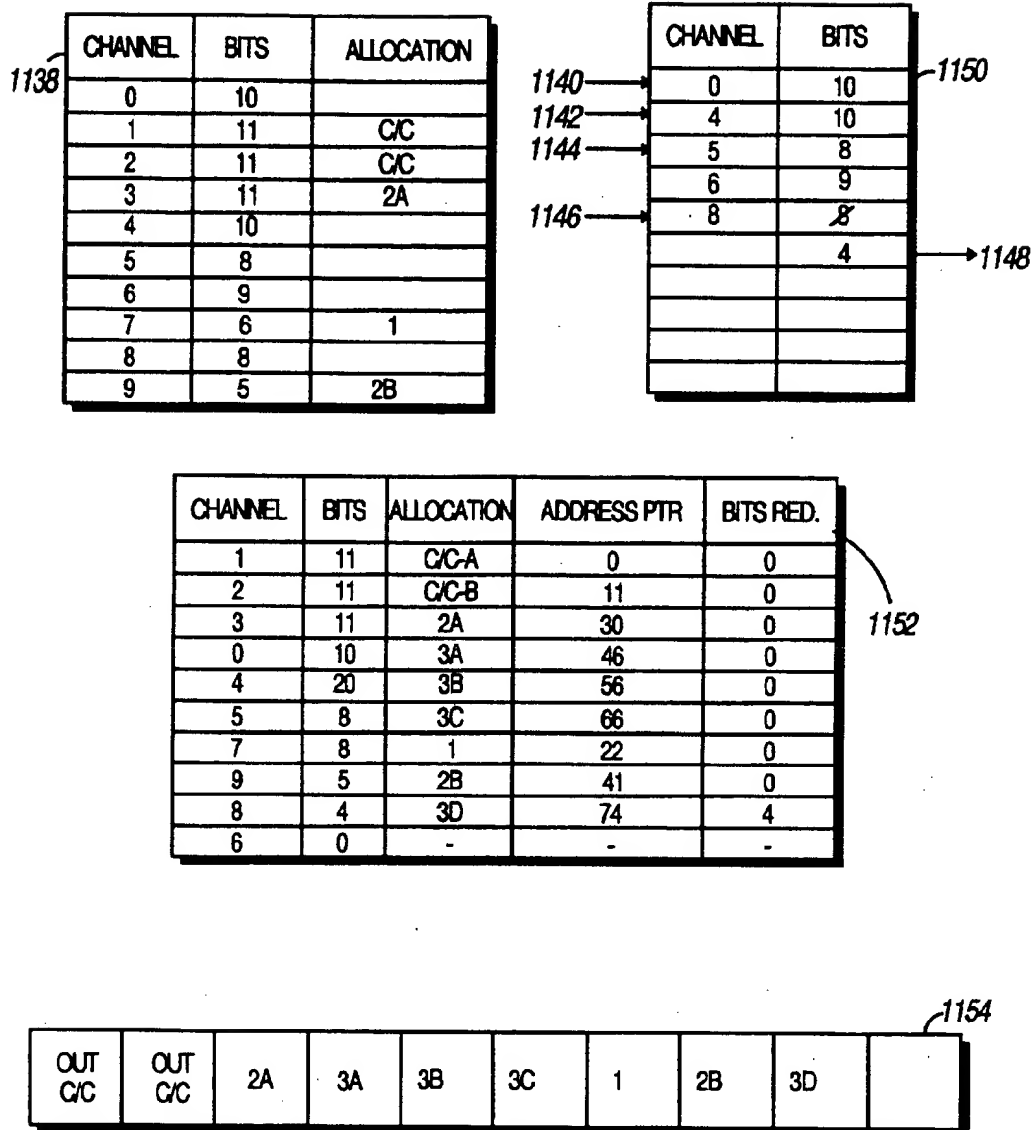 CHANNEL BITS ALLOCATION
1138
0 10
1 11 C/C
2 11 C/C
3 11 2A
4 10
5 8
6 9
7 6 1
8 8
9 5 2B
CHANNEL BITS
1150
1140 0 10
1142 4 10
1144 5 8
6 9
1146 8 8
4 1148
CHANNEL BITS ALLOCATION ADDRESS PTR BITS RED.
1 11 C/C-A 0 0
2 11 C/C-B 11 0
3 11 2A 30 0
1152
0 10 3A 46 0
4 20 3B 56 0
5 8 3C 66 0
7 8 1 22 0
9 5 2B 41 0
8 4 3D 74 4
6 0 - - -
1154
OUT C/C OUT C/C 2A 3A 3B 3C 1 2B 3D